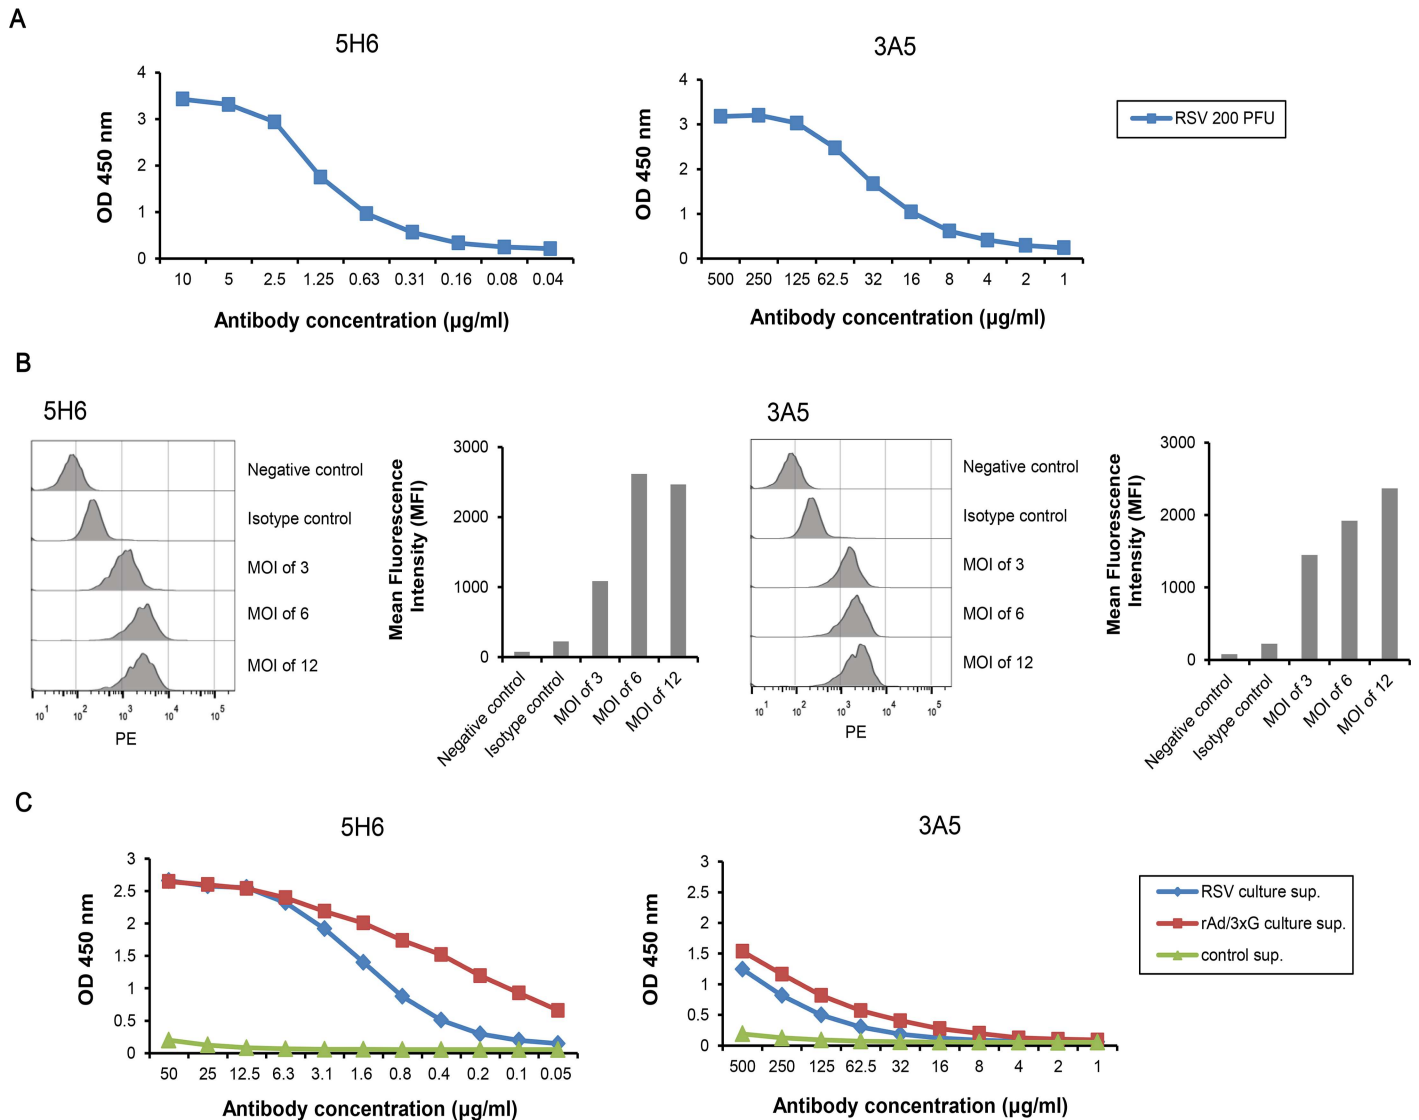 A
5H6
4
3
2
1
0
OD 450 nm
10 5 2.5 1.25 0.63 0.31 0.16 0.08 0.04
Antibody concentration (µg/ml)
3A5
4
3
2
1
0
OD 450 nm
500 250 125 62.5 32 16 8 4 2 1
Antibody concentration (µg/ml)
RSV 200 PFU
B
5H6
Negative control
Isotype control
MOI of 3
MOI of 6
MOI of 12
10^1 10^2 10^3 10^4 10^5
PE
Mean Fluorescence
Intensity (MFI)
3000
2000
1000
0
Negative control
Isotype control
MOI of 3
MOI of 6
MOI of 12
3A5
Negative control
Isotype control
MOI of 3
MOI of 6
MOI of 12
10^1 10^2 10^3 10^4 10^5
PE
Mean Fluorescence
Intensity (MFI)
3000
2000
1000
0
Negative control
Isotype control
MOI of 3
MOI of 6
MOI of 12
C
5H6
3
2.5
2
1.5
1
0.5
0
OD 450 nm
50 25 12.5 6.3 3.1 1.6 0.8 0.4 0.2 0.1 0.05
Antibody concentration (µg/ml)
3A5
3
2.5
2
1.5
1
0.5
0
OD 450 nm
500 250 125 62.5 32 16 8 4 2 1
Antibody concentration (µg/ml)
RSV culture sup.
rAd/3xG culture sup.
control sup.